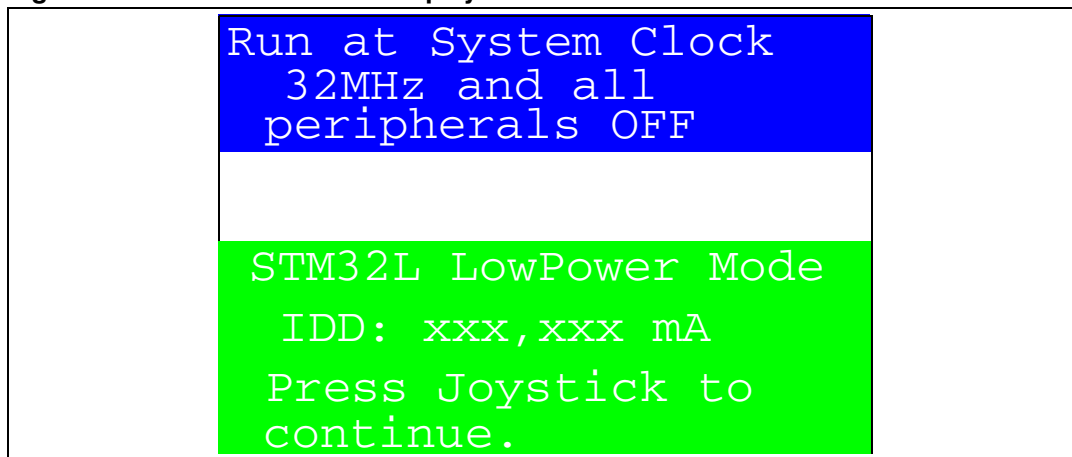 Run at System Clock
32MHz and all
peripherals OFF
STM32L LowPower Mode
IDD: xxx,xxx mA
Press Joystick to
continue.